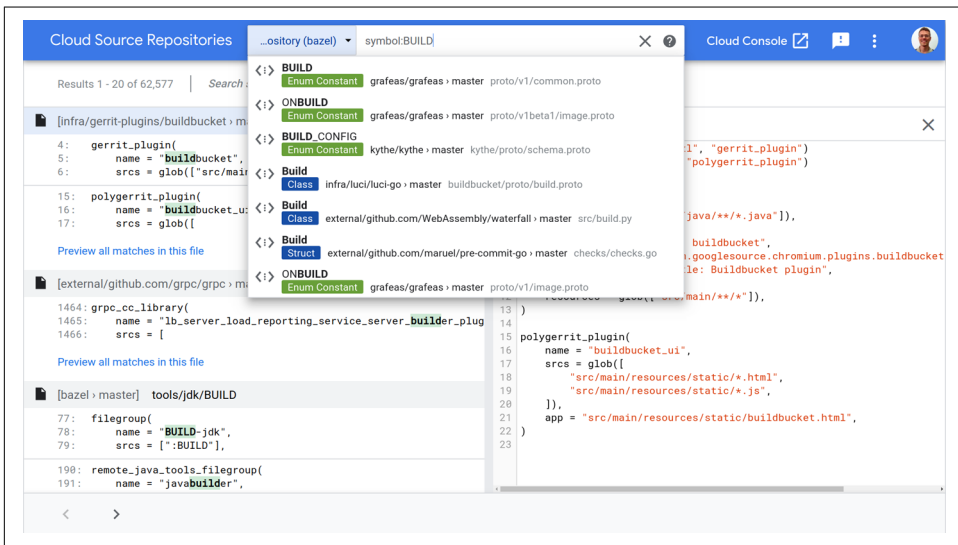 Cloud Source Repositories
...ository (bazel)
symbol:BUILD
Cloud Console
Results 1 - 20 of 62,577
Search
BUILD
Enum Constant grafeas/grafeas › master proto/v1/common.proto
ONBUILD
Enum Constant grafeas/grafeas › master proto/v1beta1/image.proto
BUILD_CONFIG
Enum Constant kythe/kythe › master kythe/proto/schema.proto
Build
Class infra/luci/luci-go › master buildbucket/proto/build.proto
Build
Class external/github.com/WebAssembly/waterfall › master src/build.py
Build
Struct external/github.com/maruel/pre-commit-go › master checks/checks.go
ONBUILD
Enum Constant grafeas/grafeas › master proto/v1/image.proto
[infra/gerrit-plugins/buildbucket › m
4: gerrit_plugin(
5: name = "buildbucket",
6: srcs = glob(["src/mai
15: polygerrit_plugin(
16: name = "buildbucket_u
17: srcs = glob([
Preview all matches in this file
[external/github.com/grpc/grpc › m
1464: grpc_cc_library(
1465: name = "lb_server_load_reporting_service_server_builder_plug
1466: srcs = [
Preview all matches in this file
[bazel › master] tools/jdk/BUILD
77: filegroup(
78: name = "BUILD-jdk",
79: srcs = [":BUILD"],
190: remote_java_tools_filegroup(
191: name = "javabuilder",
l", "gerrit_plugin")
"polygerrit_plugin")
java/**/*.java"]),
buildbucket",
.googlesource.chromium.plugins.buildbucket
le: Buildbucket plugin",
12 resources = glob(["src/main/**/*"]),
13 )
14
15 polygerrit_plugin(
16 name = "buildbucket_ui",
17 srcs = glob([
18 "src/main/resources/static/*.html",
19 "src/main/resources/static/*.js",
20 ]),
21 app = "src/main/resources/static/buildbucket.html",
22 )
23